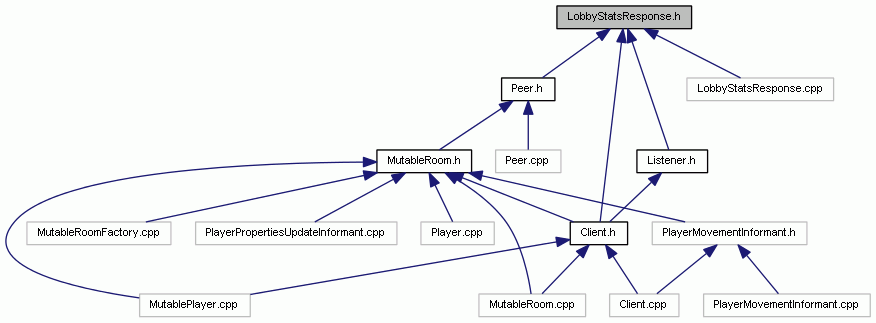 LobbyStatsResponse.h
Peer.h
LobbyStatsResponse.cpp
MutableRoom.h
Peer.cpp
Listener.h
MutableRoomFactory.cpp
PlayerPropertiesUpdateInformant.cpp
Player.cpp
Client.h
PlayerMovementInformant.h
MutablePlayer.cpp
MutableRoom.cpp
Client.cpp
PlayerMovementInformant.cpp